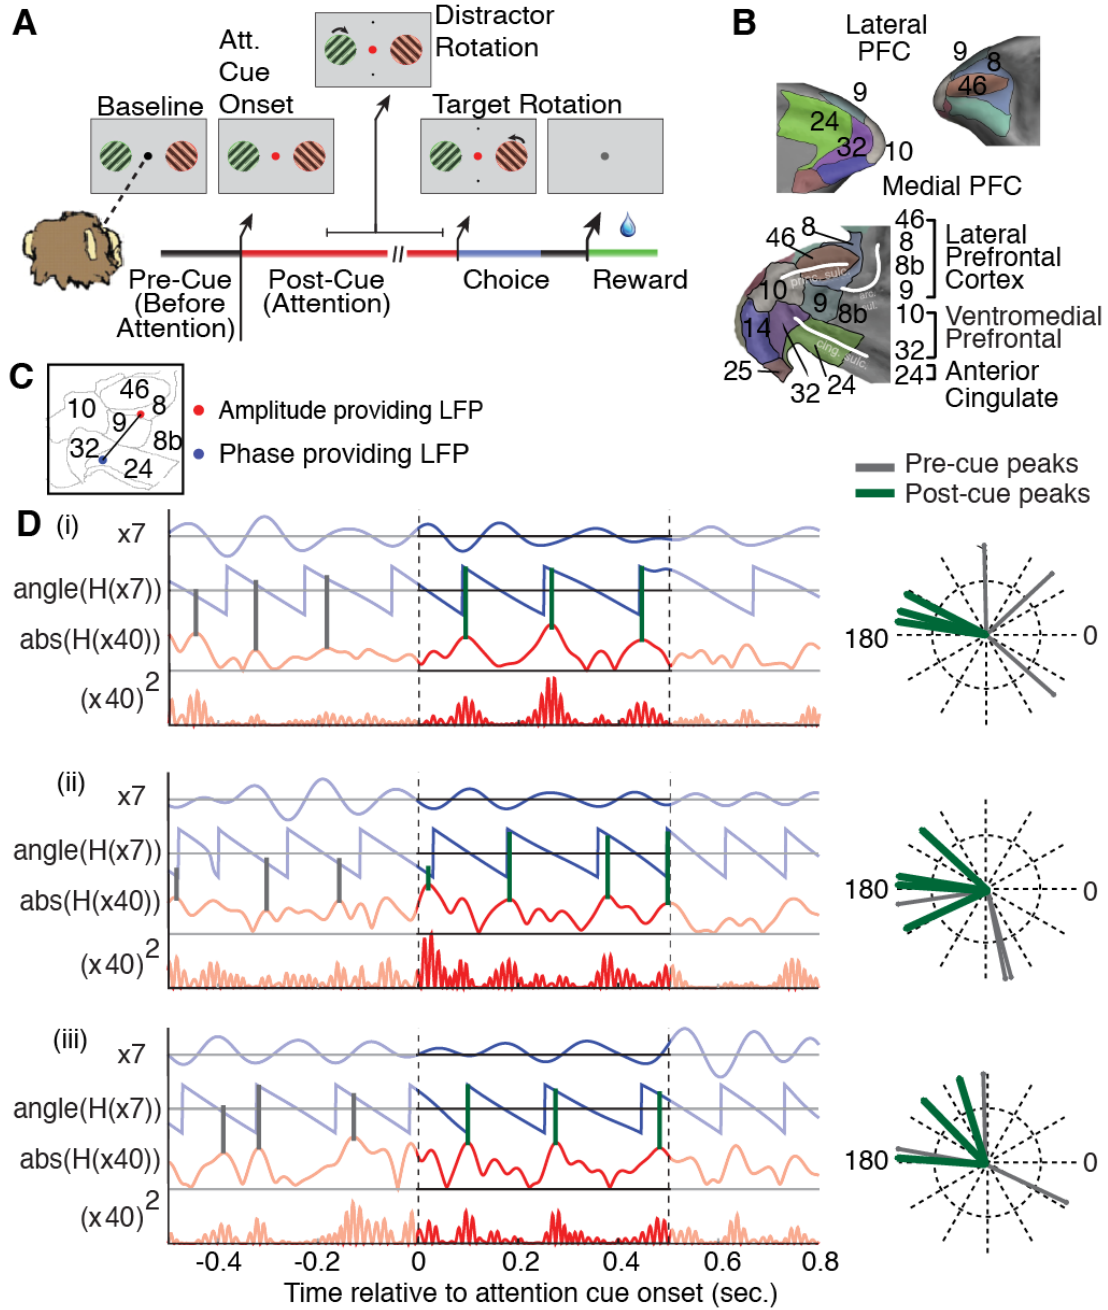 A
Att.
Cue
Onset
Distractor
Rotation
Baseline
Target Rotation
Pre-Cue
(Before
Attention)
Post-Cue
(Attention)
Choice
Reward
B
Lateral
PFC
9
8
46
9
24
32
10
Medial PFC
8
46
princ. sulc.
10
arc.
sul.
9
8b
14
cing. sulc.
25
32
24
46
8
8b
9
Lateral
Prefrontal
Cortex
10
32
Ventromedial
Prefrontal
24
Anterior
Cingulate
C
46
10
8
9
8b
32
24
Amplitude providing LFP
Phase providing LFP
Pre-cue peaks
Post-cue peaks
D (i)
x7
angle(H(x7))
abs(H(x40))
(x40)2
180
0
(ii)
x7
angle(H(x7))
abs(H(x40))
(x40)2
180
0
(iii)
x7
angle(H(x7))
abs(H(x40))
(x40)2
180
0
-0.4 -0.2 0 0.2 0.4 0.6 0.8
Time relative to attention cue onset (sec.)